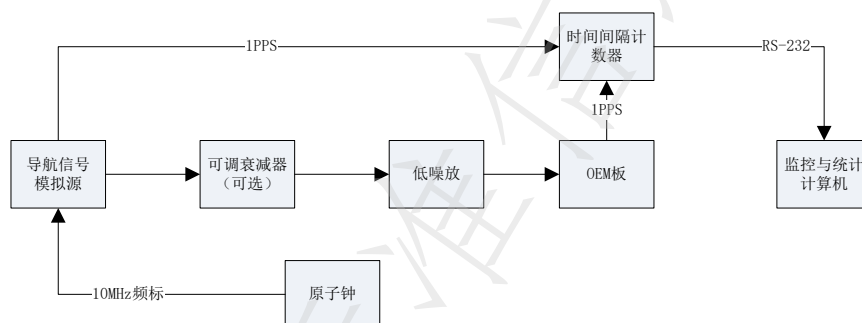 1PPS
时间间隔计
数器
RS-232
1PPS
导航信号
模拟源
可调衰减器
（可选）
低噪放
OEM板
监控与统计
计算机
10MHz频标
原子钟
准信